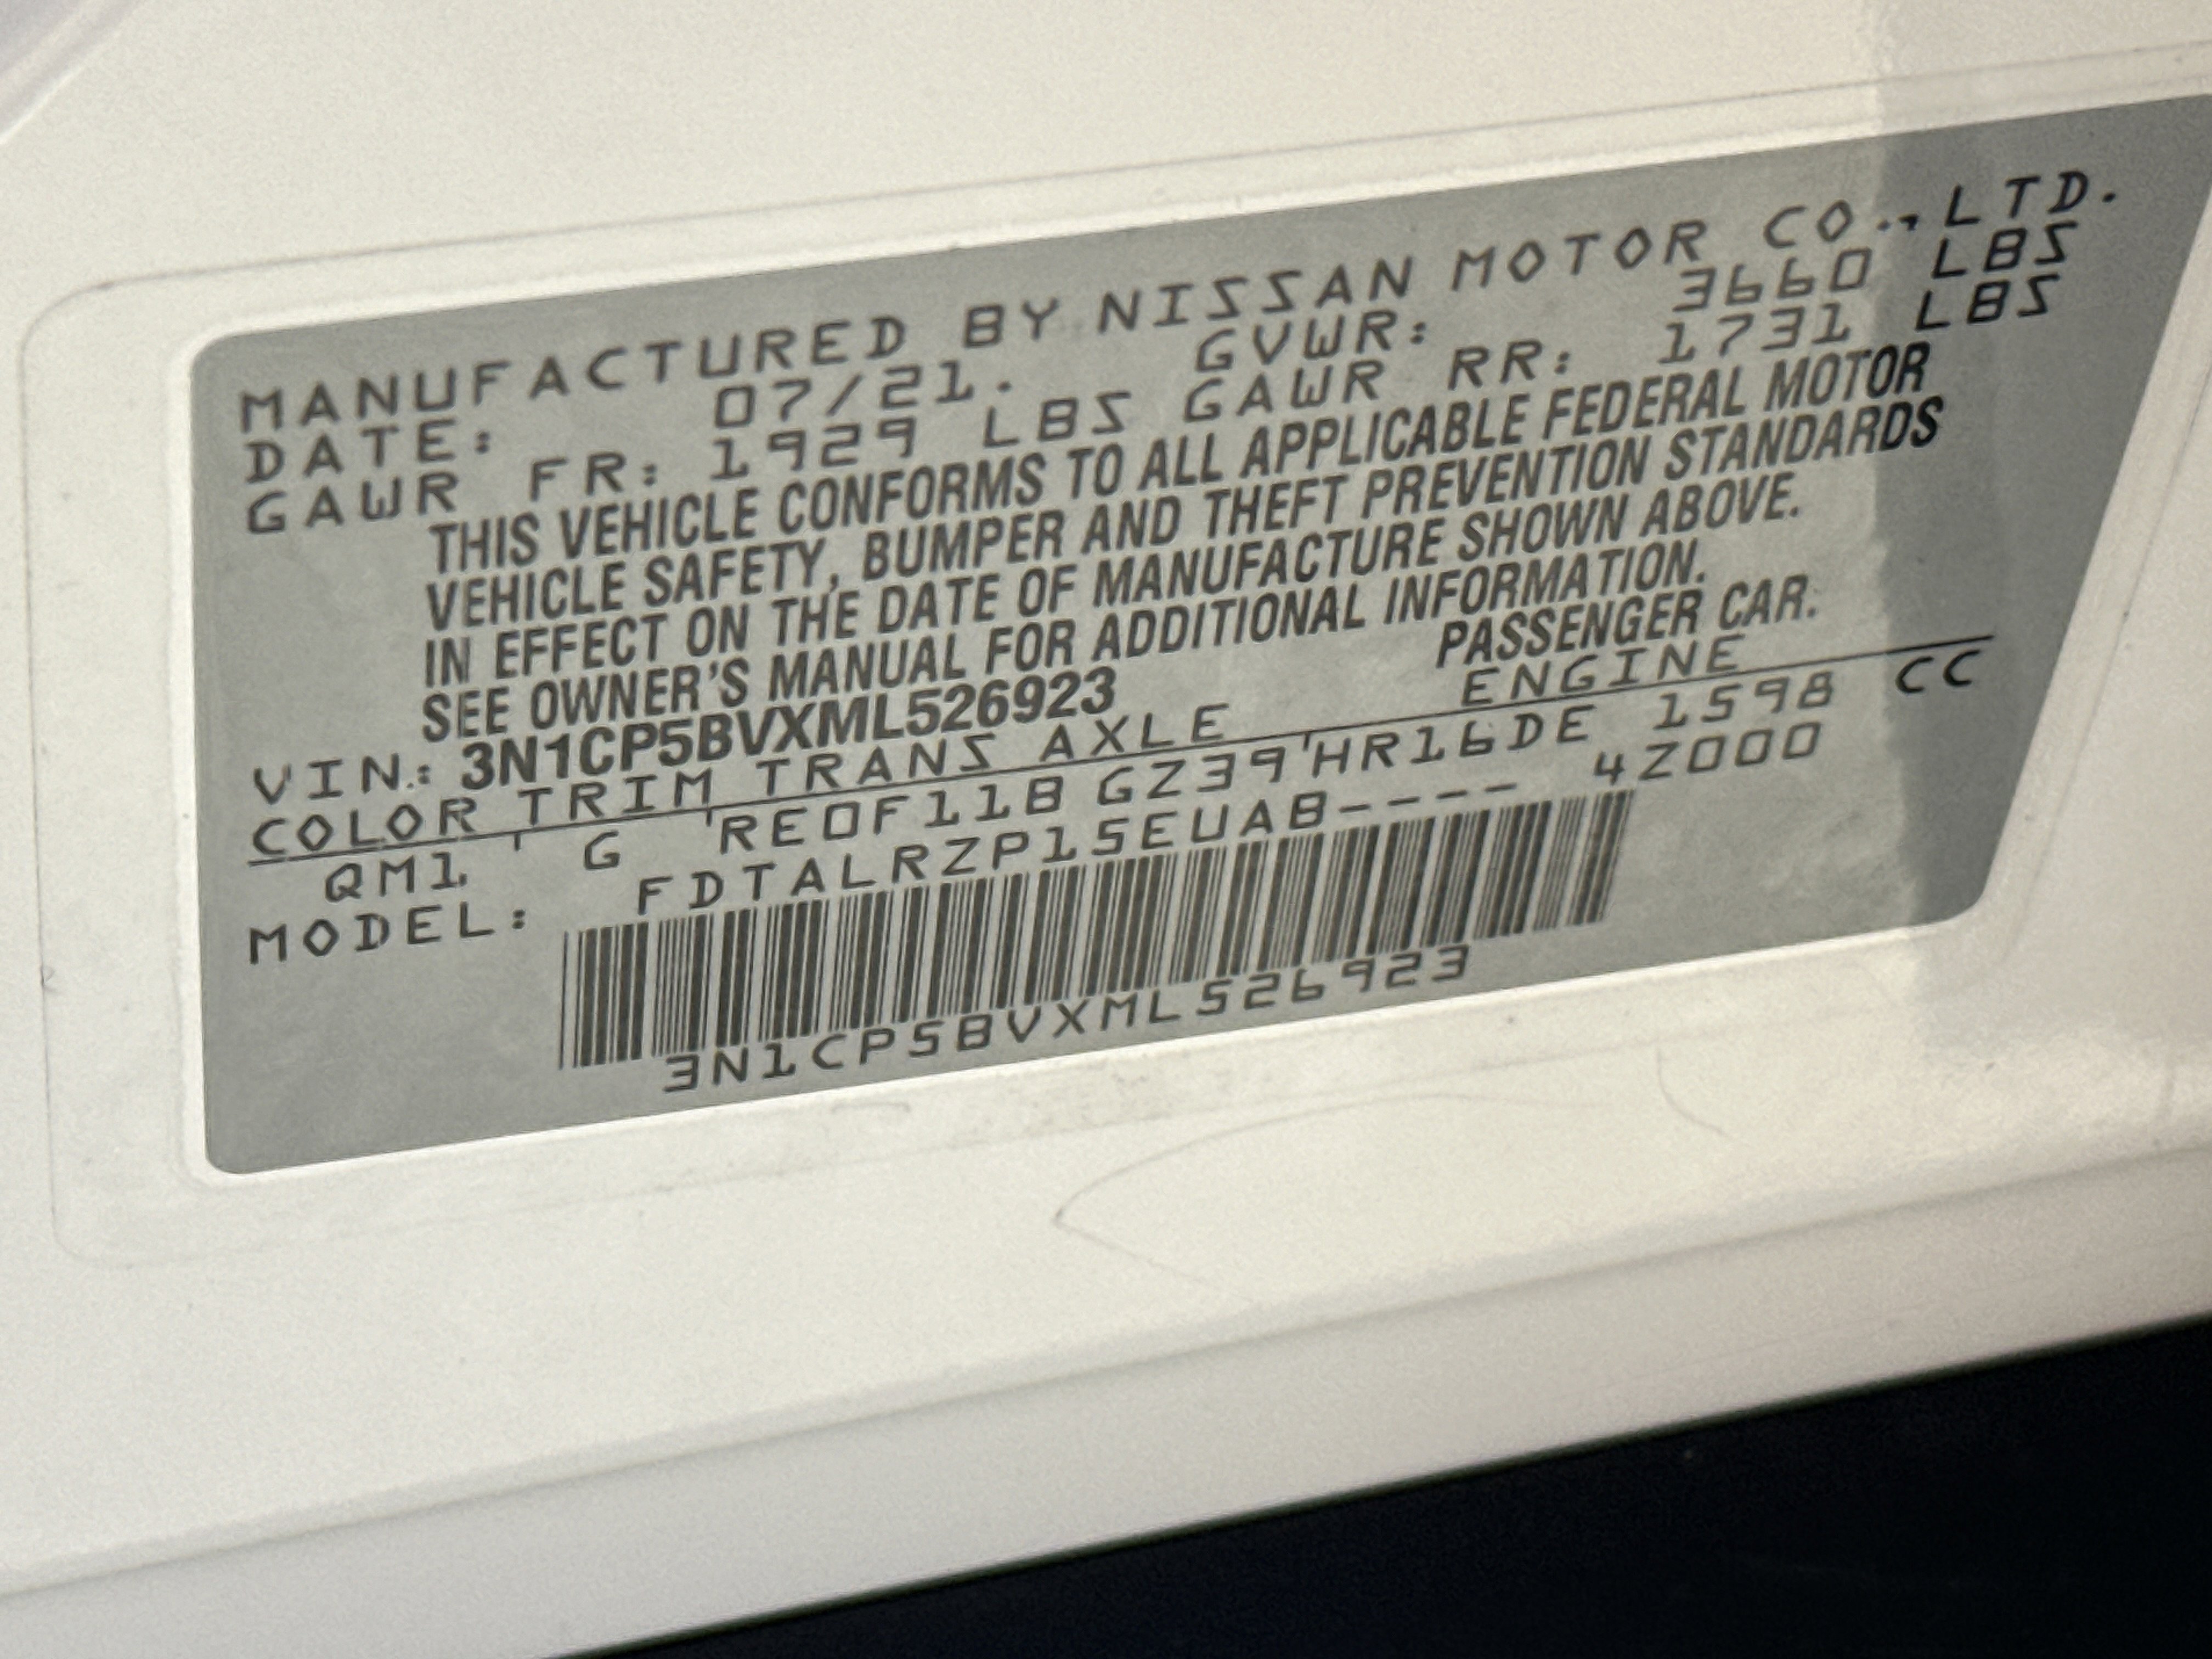 MANUFACTURED BY NISSAN MOTOR CO., LTD.
DATE: 07/21. GVWR: 3660 LBS
GAWR FR: 1929 LBS GAWR RR: 1731 LBS
THIS VEHICLE CONFORMS TO ALL APPLICABLE FEDERAL MOTOR
VEHICLE SAFETY, BUMPER AND THEFT PREVENTION STANDARDS
IN EFFECT ON THE DATE OF MANUFACTURE SHOWN ABOVE.
SEE OWNER'S MANUAL FOR ADDITIONAL INFORMATION.
VIN: 3N1CP5BVXML526923 PASSENGER CAR.
COLOR TRIM TRANS AXLE ENGINE
QM1 G RE0F11B GZ39 HR16DE 1598 CC
MODEL: FDTALRZP15EUAB---- 4Z000
3N1CP5BVXML526923